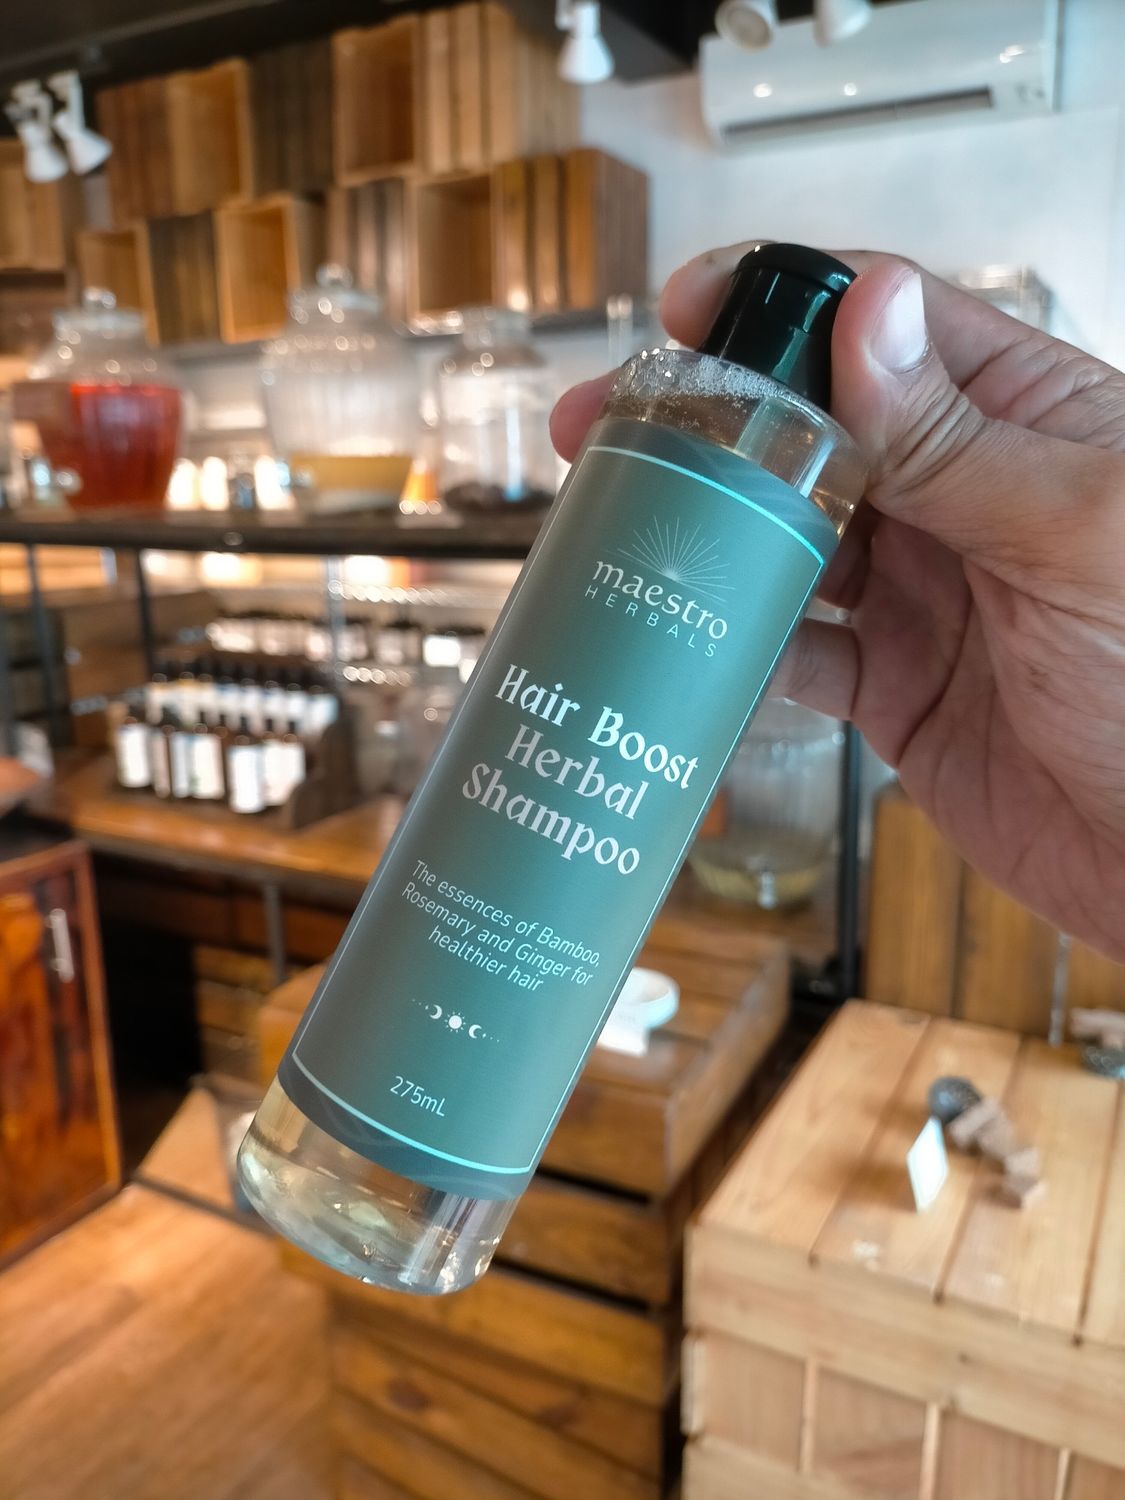 maestro
HERBALS
Hair Boost
Herbal
Shampoo
The essences of Bamboo,
Rosemary and Ginger for
healthier hair
275mL